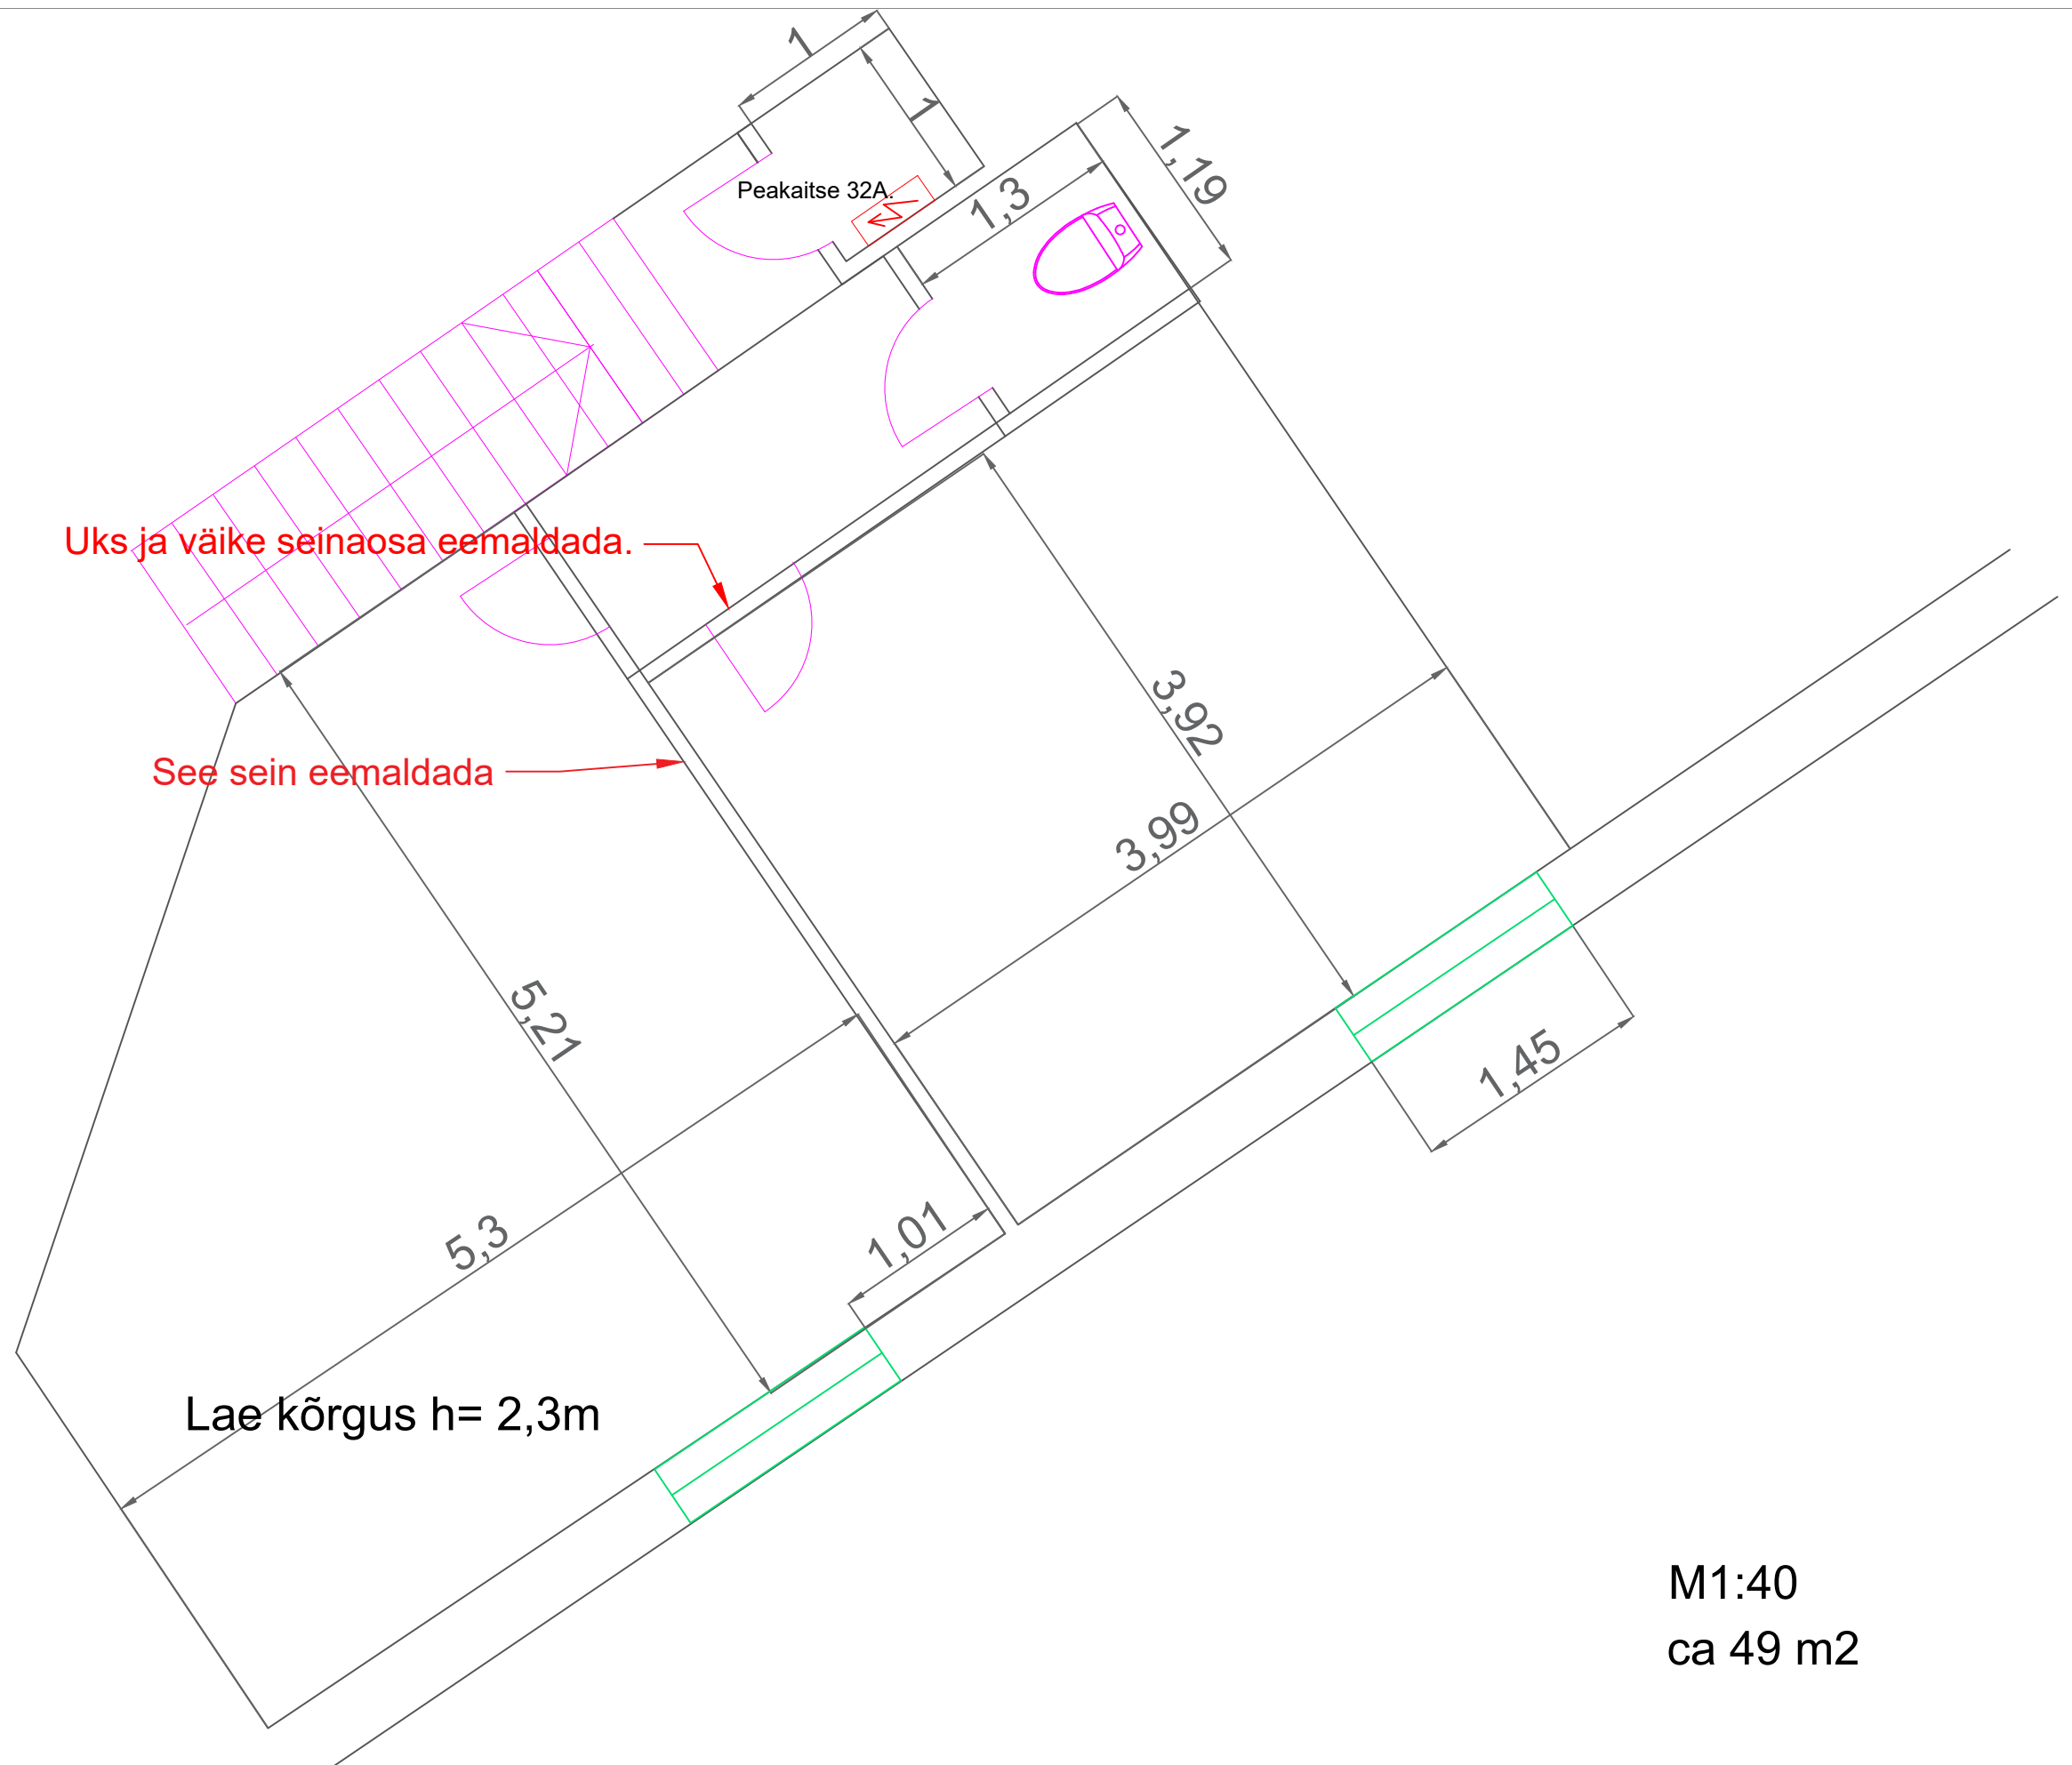 1
1
1,19
Peakaitse 32A.
1,3
Uks ja väike seinaosa eemaldada.
3,92
See sein eemaldada
3,99
5,21
1,45
5,3
1,01
Lae kõrgus h= 2,3m
M1:40
ca 49 m2